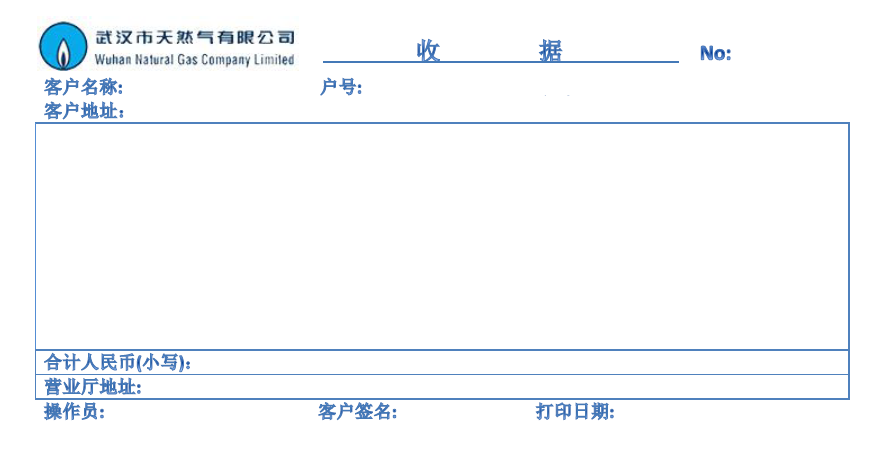 武汉市天然气有限公司
Wuhan Natural Gas Company Limited
收 据 No:
客户名称: 户号:
客户地址:
合计人民币(小写):
营业厅地址:
操作员: 客户签名: 打印日期: